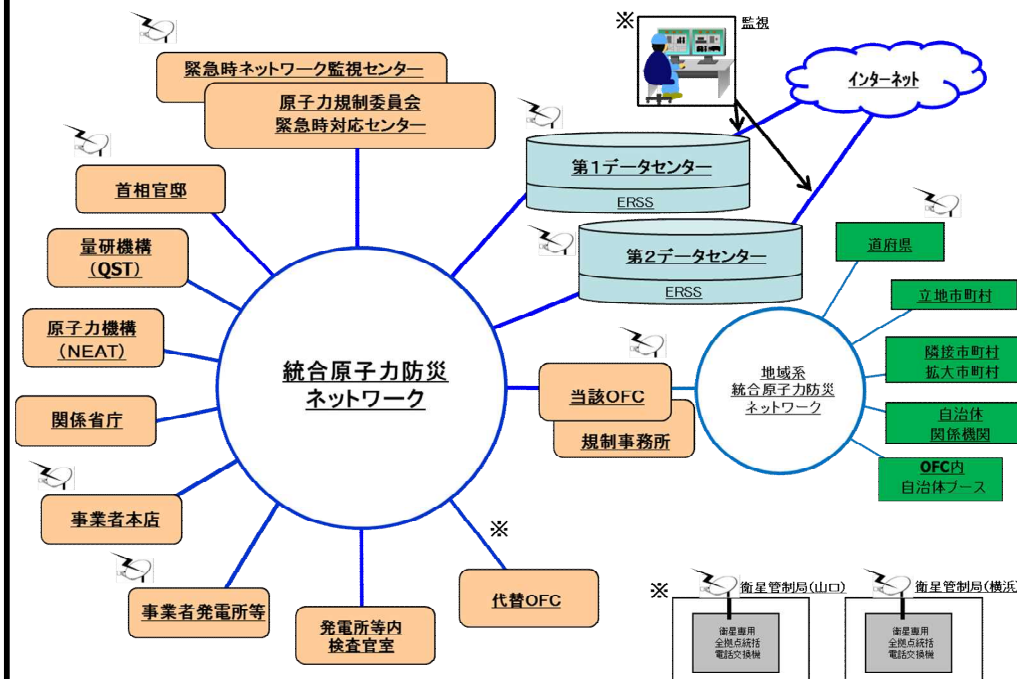 ※
監視
緊急時ネットワーク監視センター
原子力規制委員会
緊急時対応センター
インターネット
第1データセンター
ERSS
首相官邸
第2データセンター
ERSS
道府県
量研機構
(QST)
立地市町村
原子力機構
(NEAT)
隣接市町村
拡大市町村
統合原子力防災
ネットワーク
地域系
統合原子力防災
ネットワーク
当該OFC
規制事務所
関係省庁
自治体
関係機関
OFC内
自治体ブース
事業者本店
※
事業者発電所等
発電所等内
検査官室
代替OFC
※
衛星管制局(山口)
衛星専用
全拠点統括
電話交換機
衛星管制局(横浜)
衛星専用
全拠点統括
電話交換機